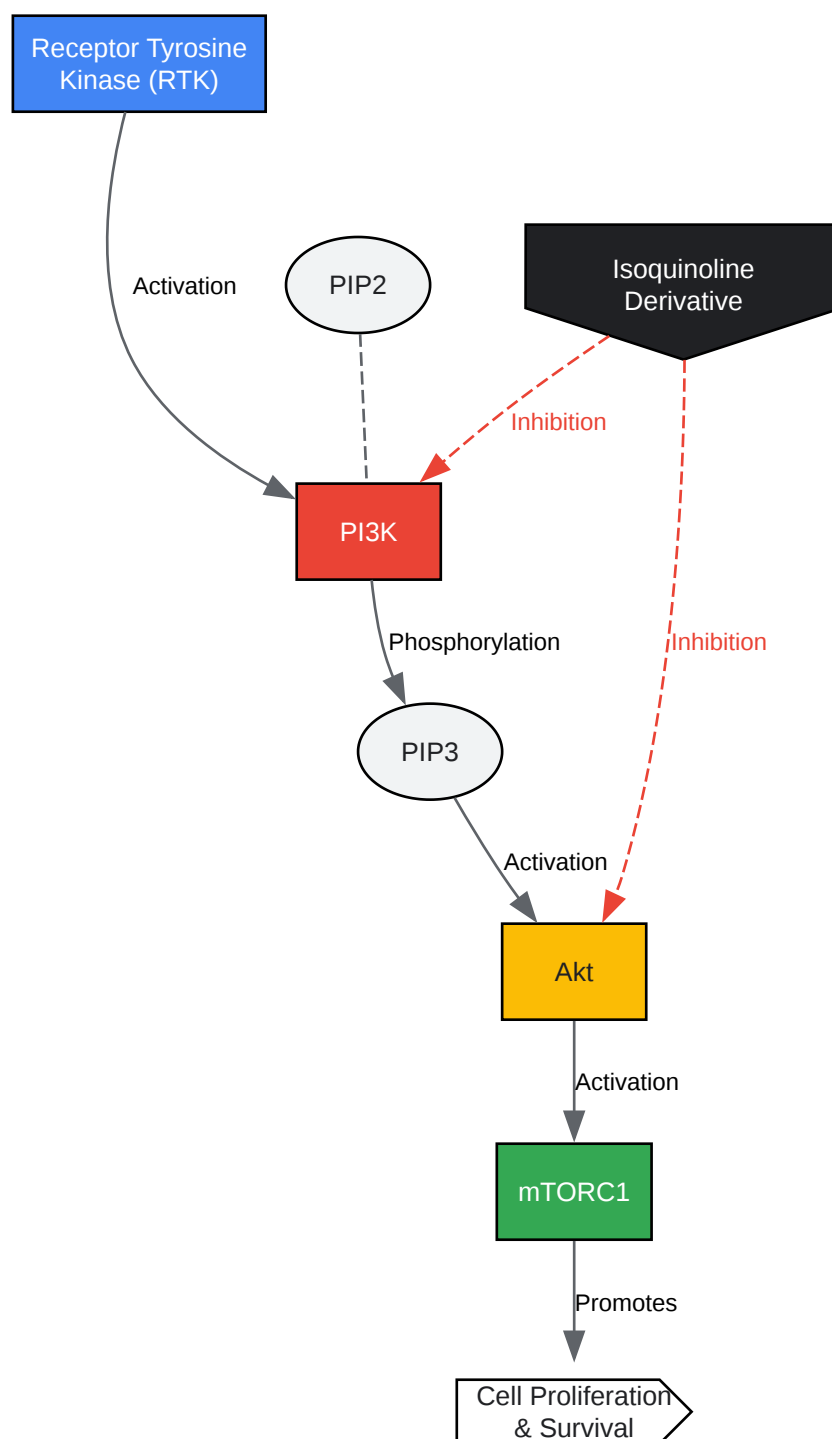 Receptor Tyrosine
Kinase (RTK)
Activation
PIP2
Isoquinoline
Derivative
Inhibition
PI3K
Phosphorylation
Inhibition
PIP3
Activation
Akt
Activation
mTORC1
Promotes
Cell Proliferation
& Survival